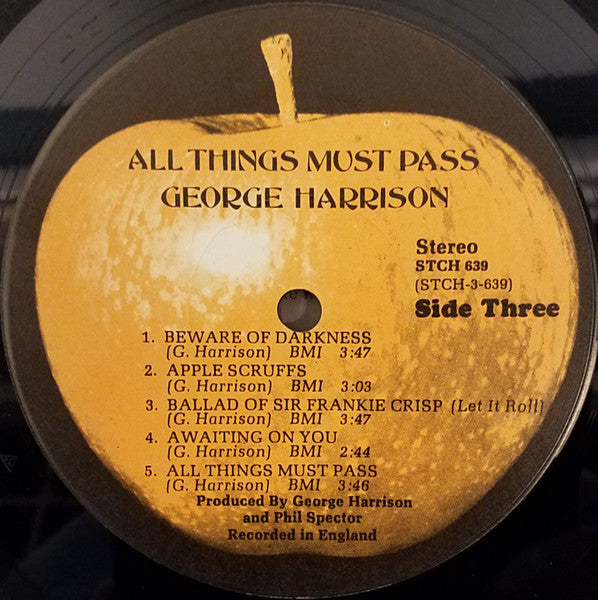 ALL THINGS MUST PASS
GEORGE HARRISON
Stereo
STCH 639
(STCH-3-639)
Side Three
1. BEWARE OF DARKNESS
(G. Harrison) BMI 3:47
2. APPLE SCRUFFS
(G. Harrison) BMI 3:03
3. BALLAD OF SIR FRANKIE CRISP (Let It Roll)
(G. Harrison) BMI 3:47
4. AWAITING ON YOU
(G. Harrison) BMI 2:44
5. ALL THINGS MUST PASS
(G. Harrison) BMI 3:46
Produced By George Harrison
and Phil Spector
Recorded in England